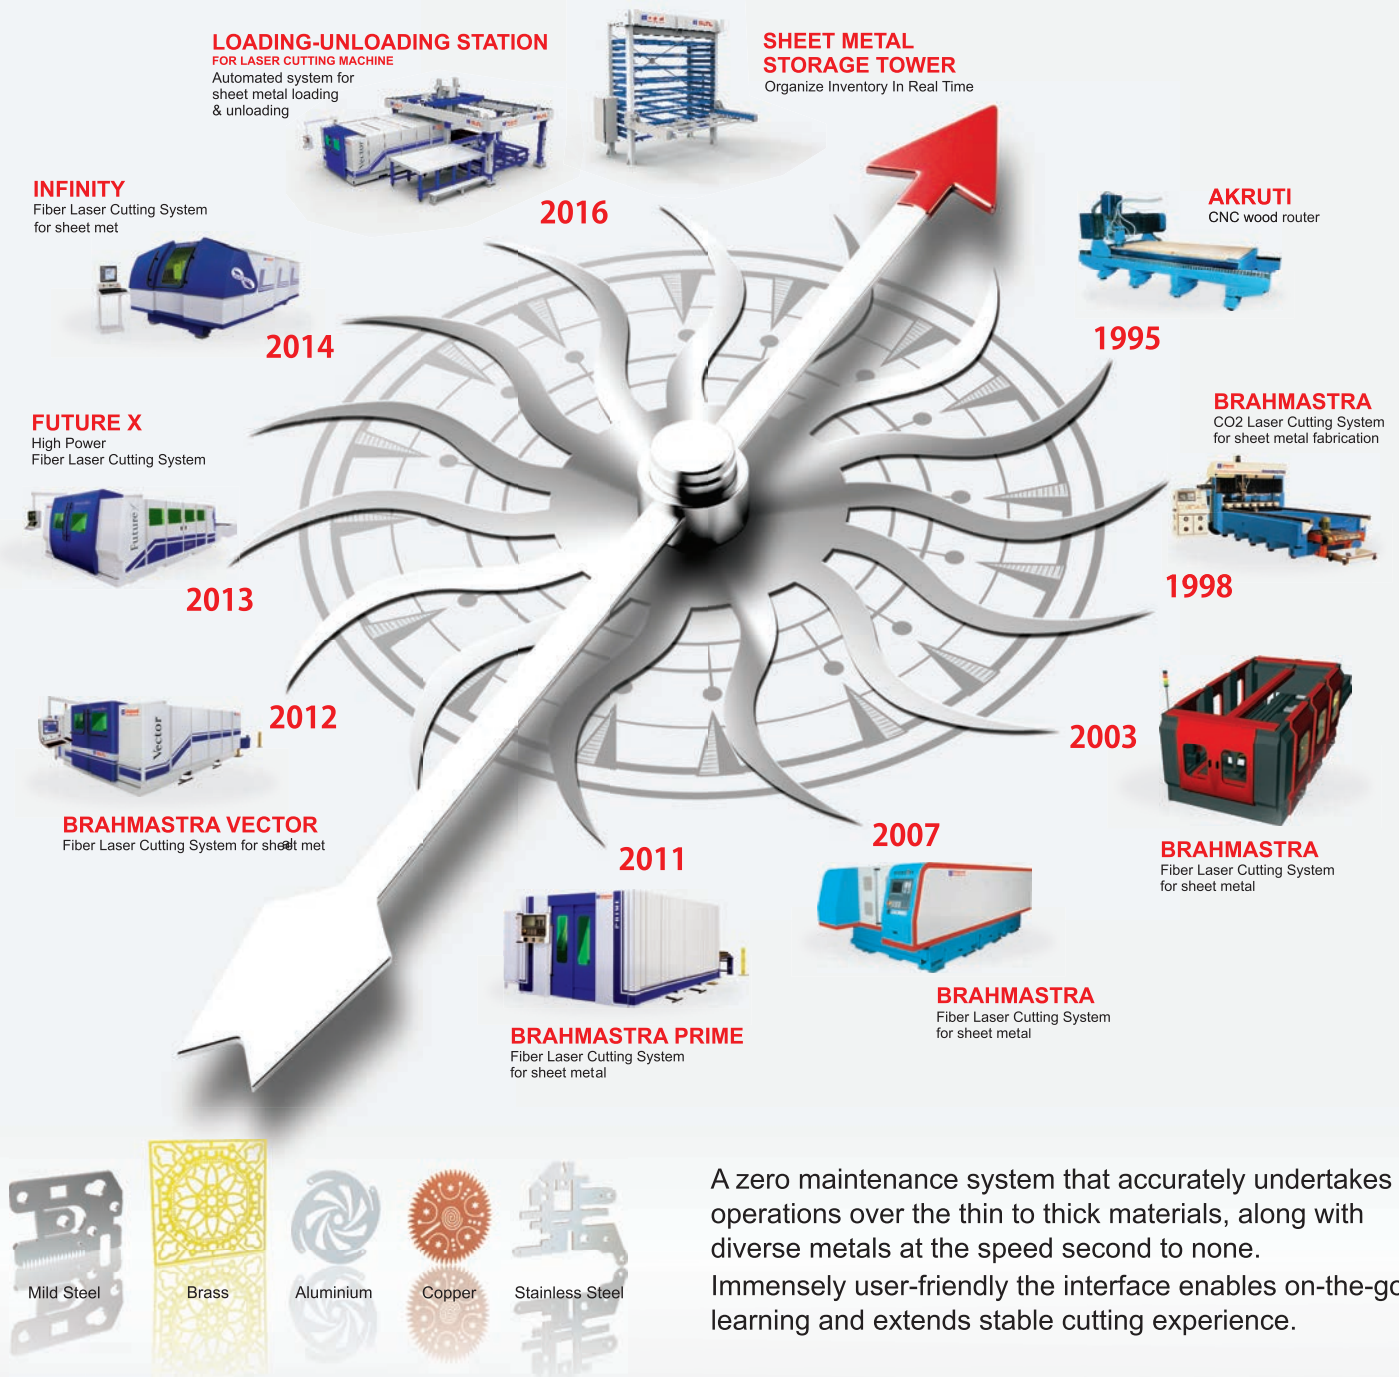 LOADING-UNLOADING STATION
FOR LASER CUTTING MACHINE
Automated system for
sheet metal loading
& unloading
SHEET METAL
STORAGE TOWER
Organize Inventory In Real Time
2016
INFINITY
Fiber Laser Cutting System
for sheet met
2014
AKRUTI
CNC wood router
1995
FUTURE X
High Power
Fiber Laser Cutting System
Future X
2013
BRAHMASTRA
CO2 Laser Cutting System
for sheet metal fabrication
1998
Vector
2012
BRAHMASTRA VECTOR
Fiber Laser Cutting System for sheet met
al
2003
BRAHMASTRA
Fiber Laser Cutting System
for sheet metal
2007
BRAHMASTRA
Fiber Laser Cutting System
for sheet metal
2011
PRIME
BRAHMASTRA PRIME
Fiber Laser Cutting System
for sheet metal
Vector
Mild Steel
Brass
Aluminium
Copper
Stainless Steel
A zero maintenance system that accurately undertakes
operations over the thin to thick materials, along with
diverse metals at the speed second to none.
Immensely user-friendly the interface enables on-the-go
learning and extends stable cutting experience.